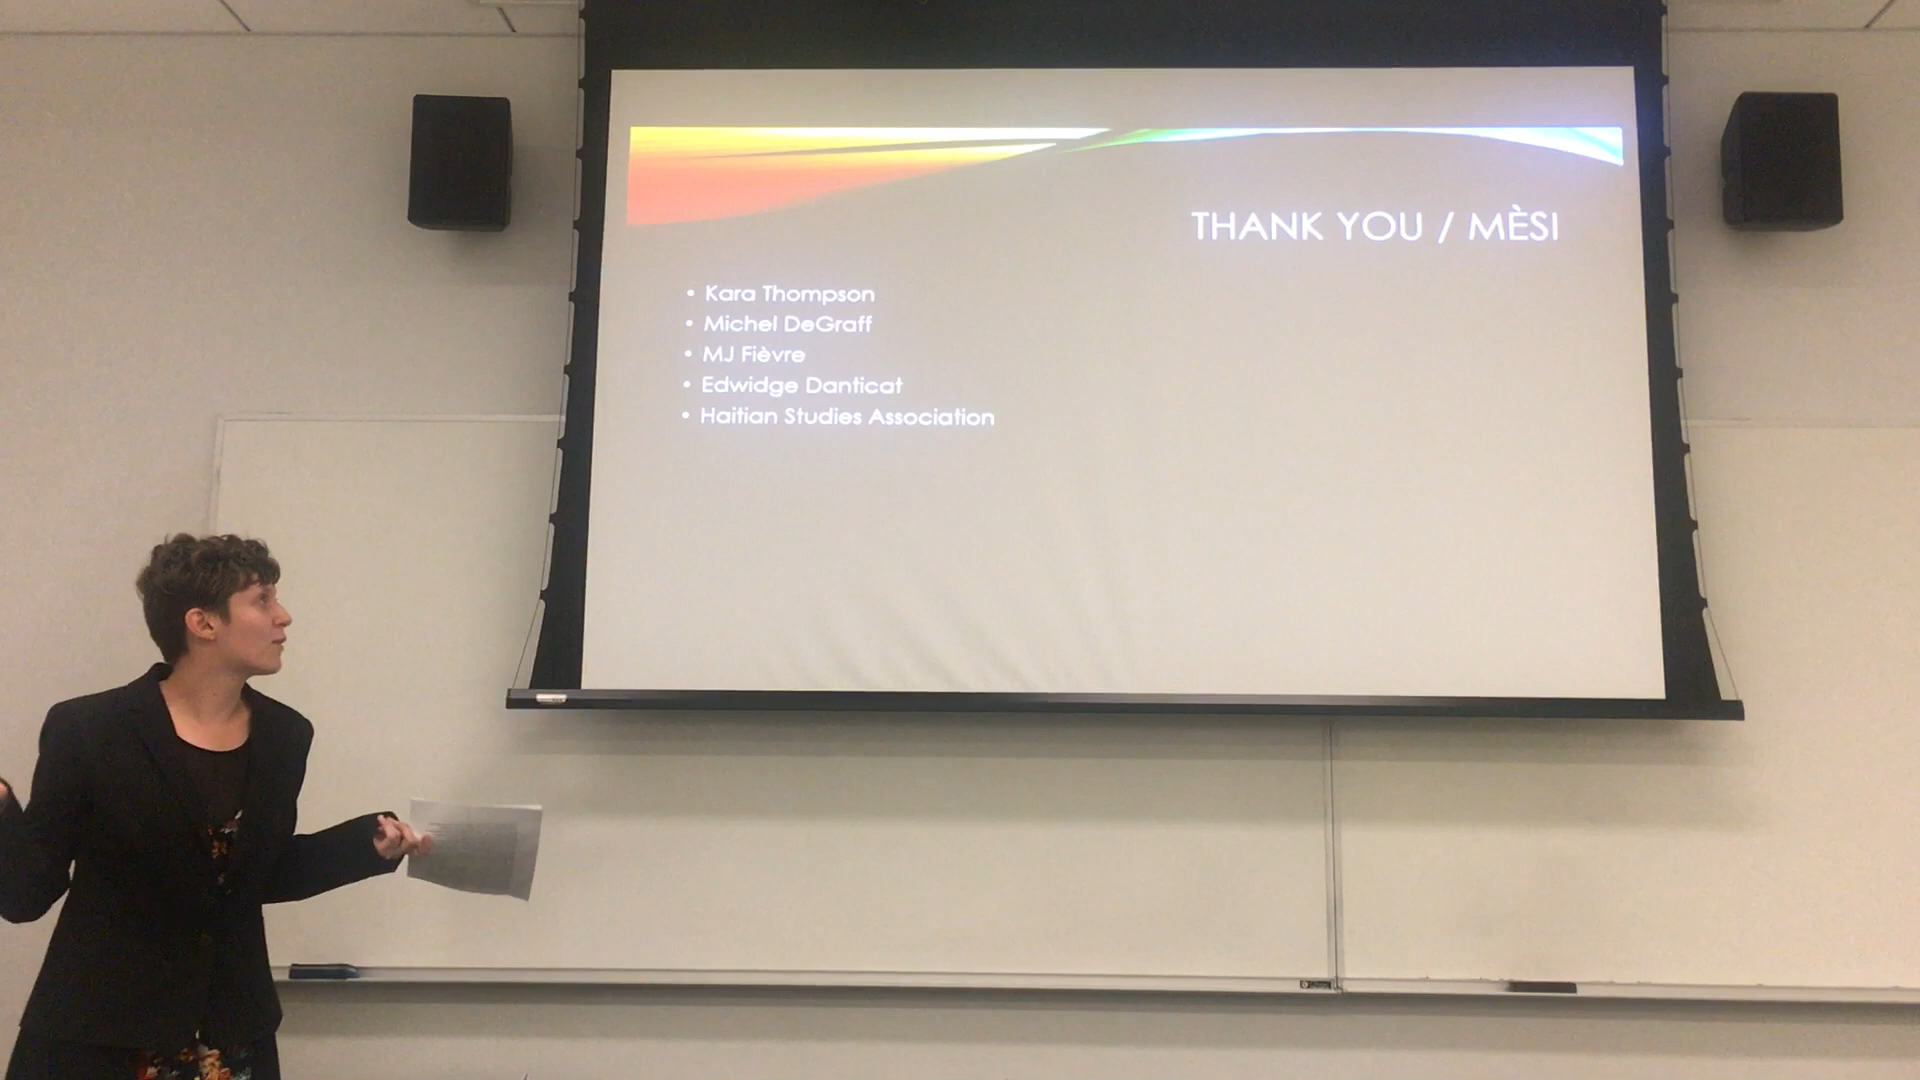 THANK YOU / MÈSI
• Kara Thompson
• Michel DeGraff
• MJ Fièvre
• Edwidge Danticat
• Haitian Studies Association